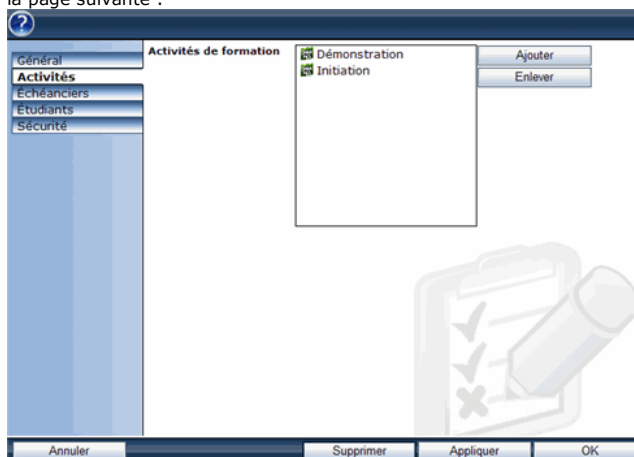 la page suivante :
?
Général
Activités
Échéanciers
Étudiants
Sécurité
Activités de formation
Démonstration
Initiation
Ajouter
Enlever
Annuler
Supprimer
Appliquer
OK